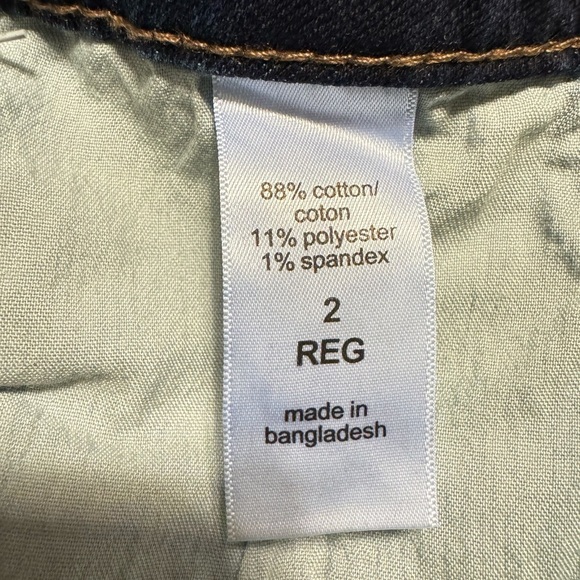 88% cotton/
coton
11% polyester
1% spandex
2
REG
made in
bangladesh